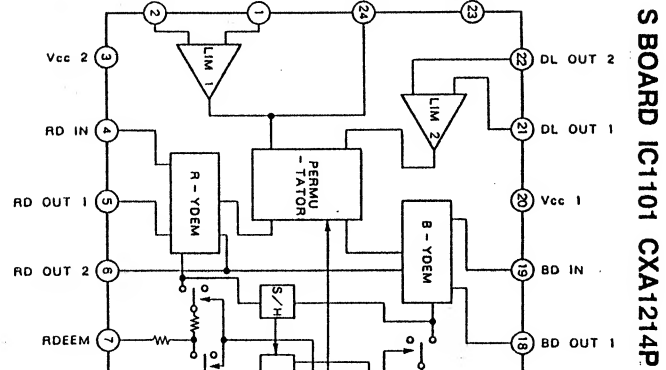 2
1
24
23
Vcc 2
3
22
DL OUT 2
LIM 1
LIM 2
RD IN
4
21
DL OUT 1
PERMU
-TATOR
R-YDEM
RD OUT 1
5
20
Vcc 1
B-YDEM
RD OUT 2
6
19
BD IN
S/H
RDEEM
7
18
BD OUT 1
S BOARD IC1101 CXA1214P